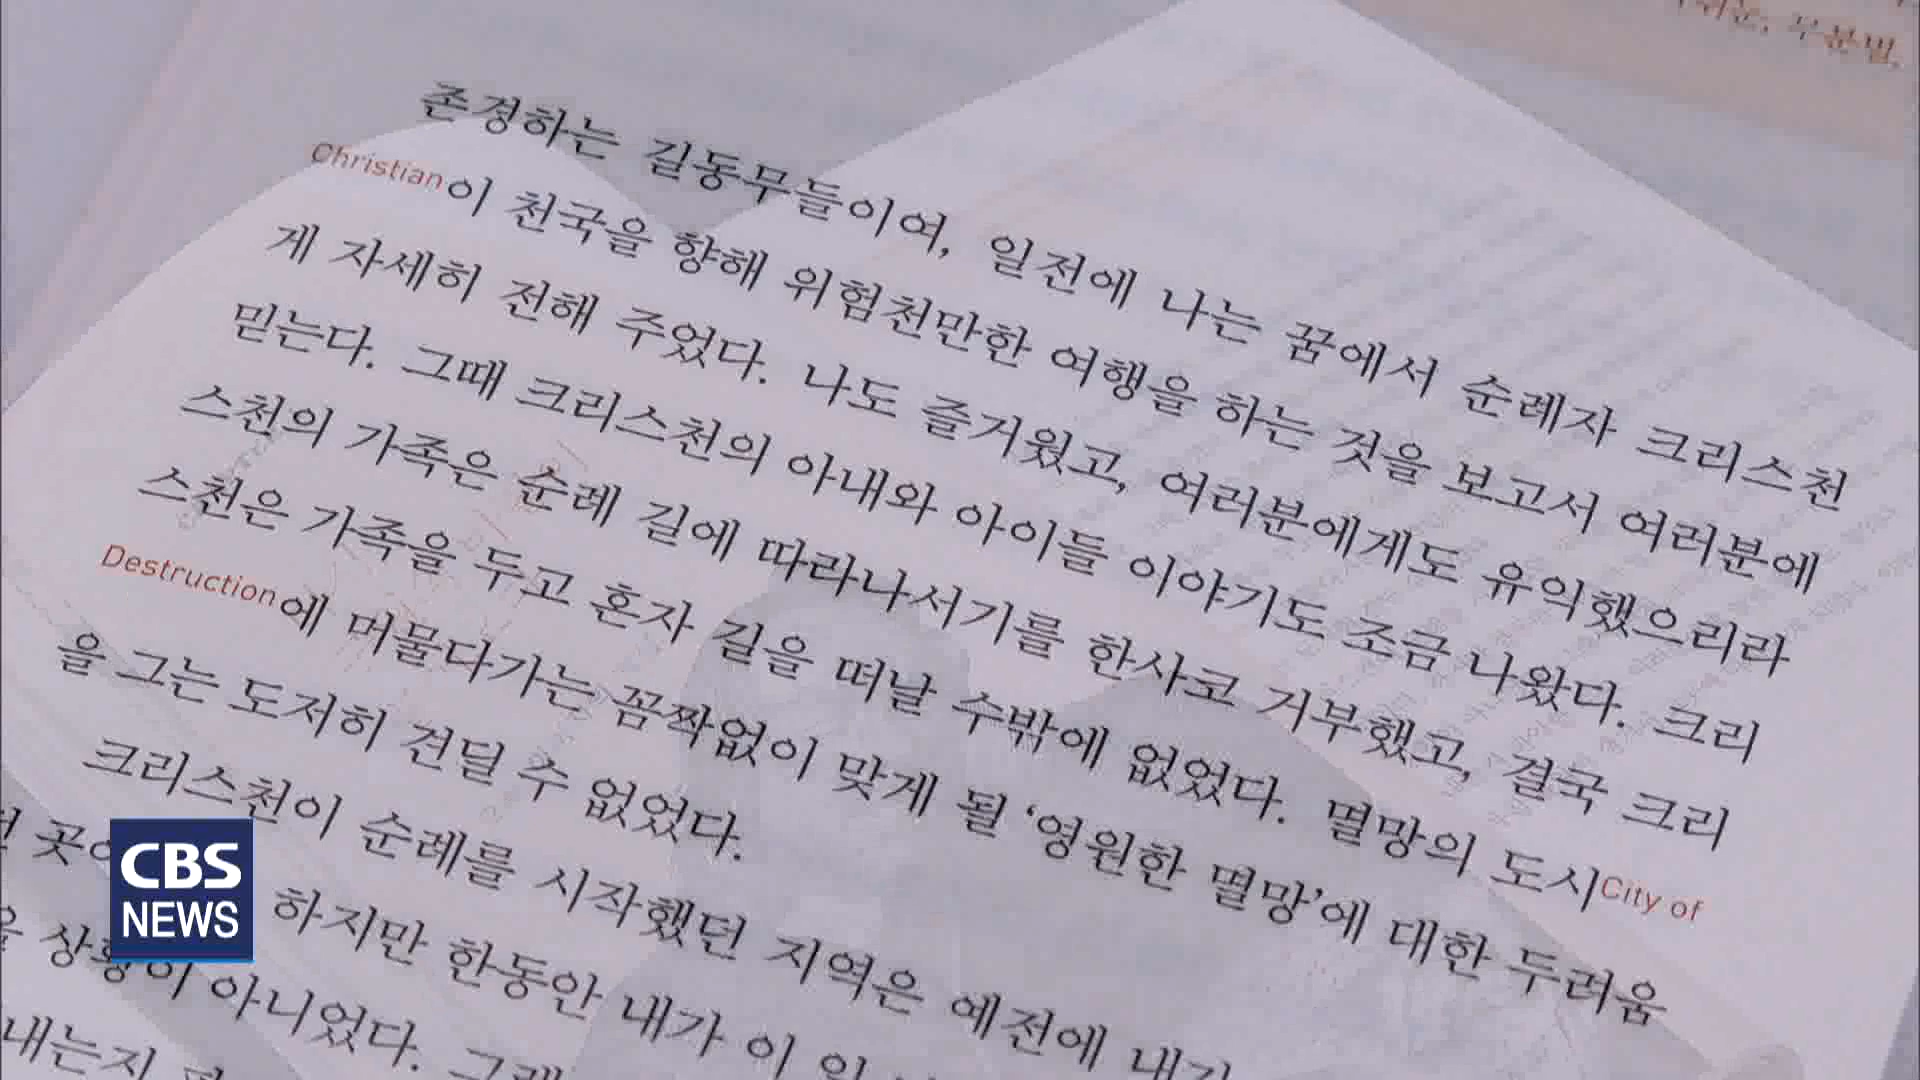 존경하는 길동무들이여, 일전에 나는 꿈에서 순례자 크리스천
Christian이 천국을 향해 위험천만한 여행을 하는 것을 보고서 여러분에
게 자세히 전해 주었다. 나도 즐거웠고, 여러분에게도 유익했으리라
믿는다. 그때 크리스천의 아내와 아이들 이야기도 조금 나왔다. 크리
스천의 가족은 순례 길에 따라나서기를 한사코 거부했고, 결국 크리
스천은 가족을 두고 혼자 길을 떠날 수밖에 없었다. 멸망의 도시City of
Destruction에 머물다가는 꼼짝없이 맞게 될 ‘영원한 멸망’에 대한 두려움
을 그는 도저히 견딜 수 없었다.
크리스천이 순례를 시작했던 지역은 예전에
곳 하지만 한동안 내가 이
상황이 아니었다.
CBS
NEWS